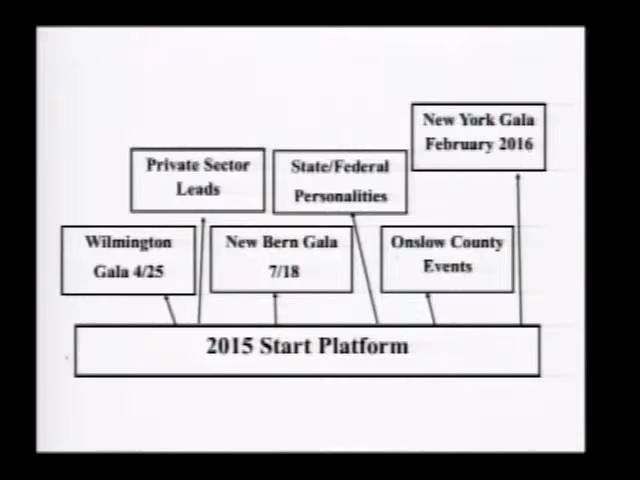 New York Gala
February 2016
Private Sector
Leads
State/Federal
Personalities
Wilmington
Gala 4/25
New Bern Gala
7/18
Onslow County
Events
2015 Start Platform